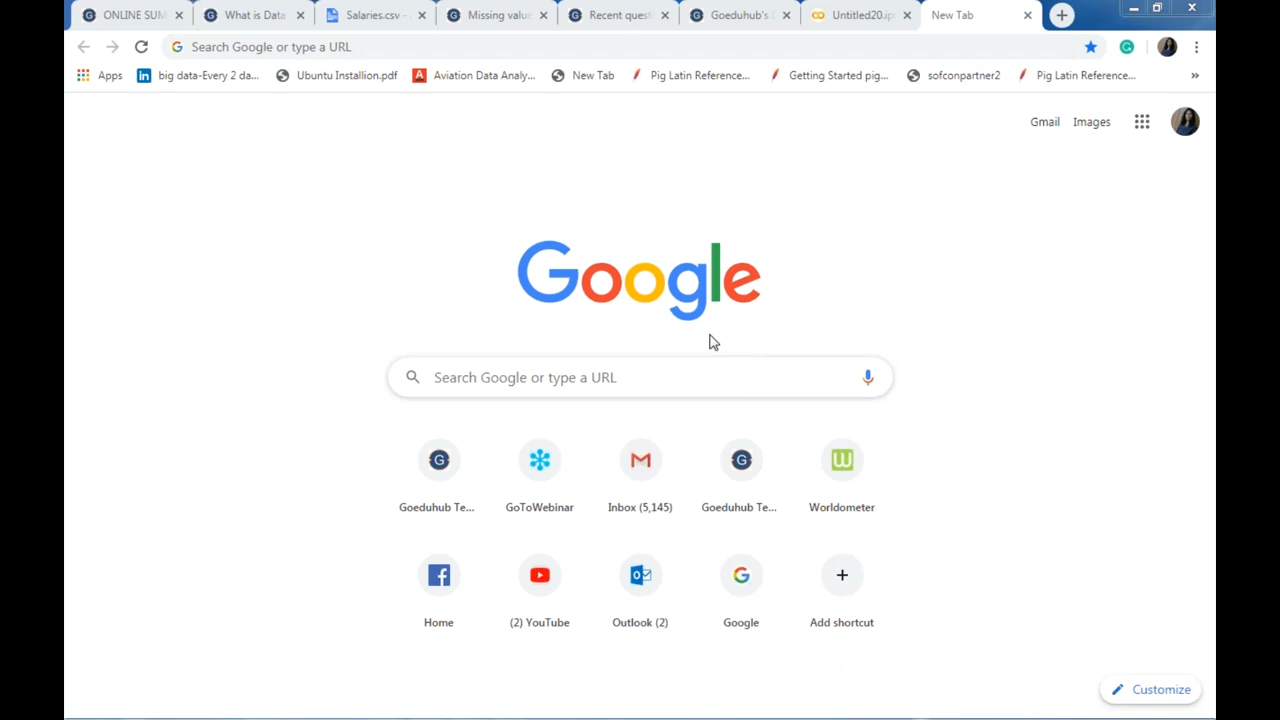 ONLINE SUM What is Data Salaries.csv - Missing value Recent quest Goeduhub's Untitled20.ip New Tab
Search Google or type a URL
Apps big data-Every 2 da... Ubuntu Installion.pdf Aviation Data Analy... New Tab Pig Latin Reference... Getting Started pig... sofconpartner2 Pig Latin Reference... »
Gmail Images
Google
Search Google or type a URL
Goeduhub Te... GoToWebinar Inbox (5,145) Goeduhub Te... Worldometer
Home (2) YouTube Outlook (2) Google Add shortcut
Customize